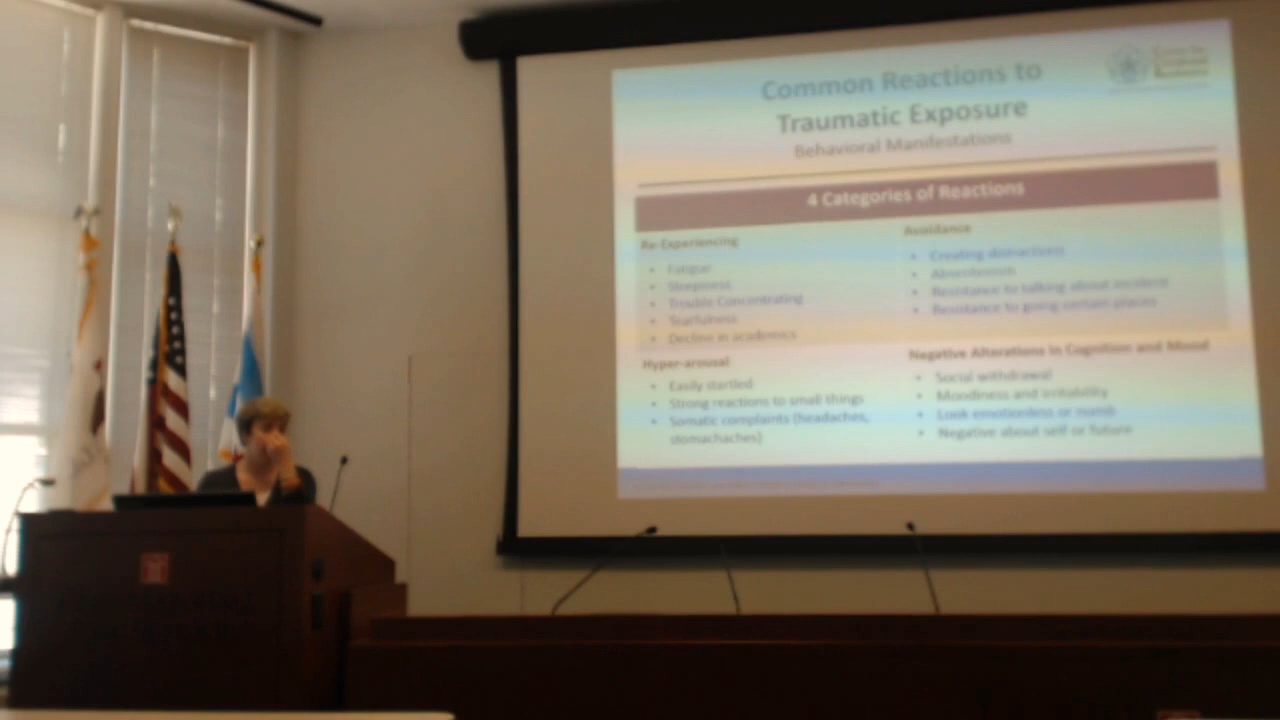 Common Reactions to
Traumatic Exposure
Behavioral Manifestations
4 Categories of Reactions
Re-Experiencing
• Fatigue
• Sleepiness
• Trouble Concentrating
• Tearfulness
• Decline in academics
Avoidance
• Creating distractions
• Absenteeism
• Resistance to talking about incident
• Resistance to going certain places
Hyper-arousal
• Easily startled
• Strong reactions to small things
• Somatic complaints (headaches,
stomachaches)
Negative Alterations in Cognition and Mood
• Social withdrawal
• Moodiness and irritability
• Look emotionless or numb
• Negative about self or future